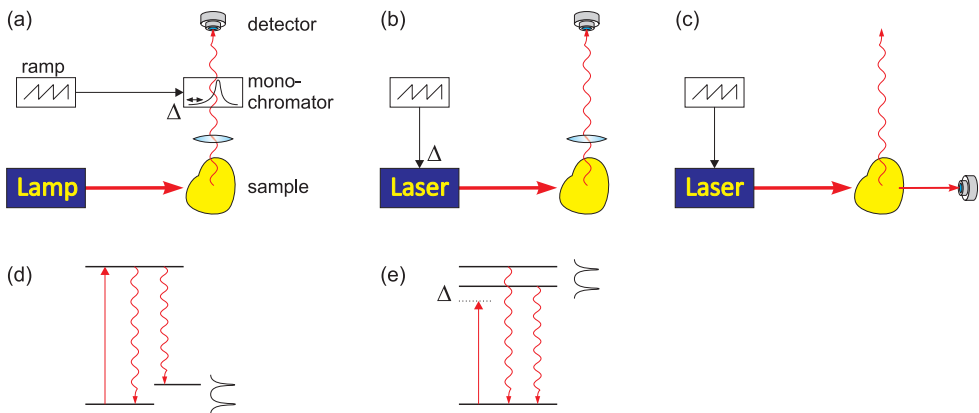 (a)
detector
ramp
mono-
chromator
Δ
Lamp
sample
(b)
Δ
Laser
(c)
Laser
(d)
(e)
Δ